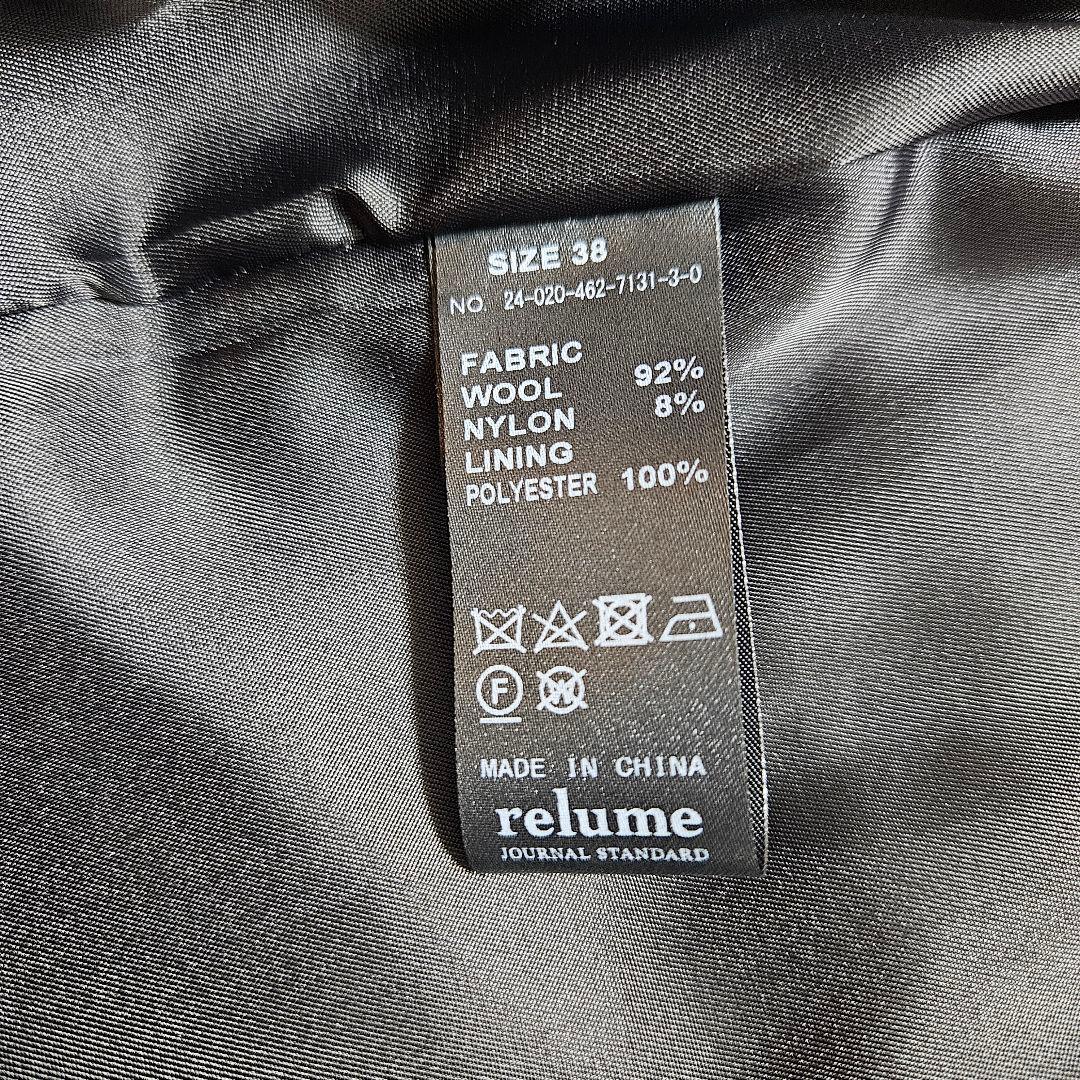 SIZE 38
NO. 24-020-462-7131-3-0
FABRIC
WOOL 92%
NYLON 8%
LINING
POLYESTER 100%
F W
MADE IN CHINA
relume
JOURNAL STANDARD